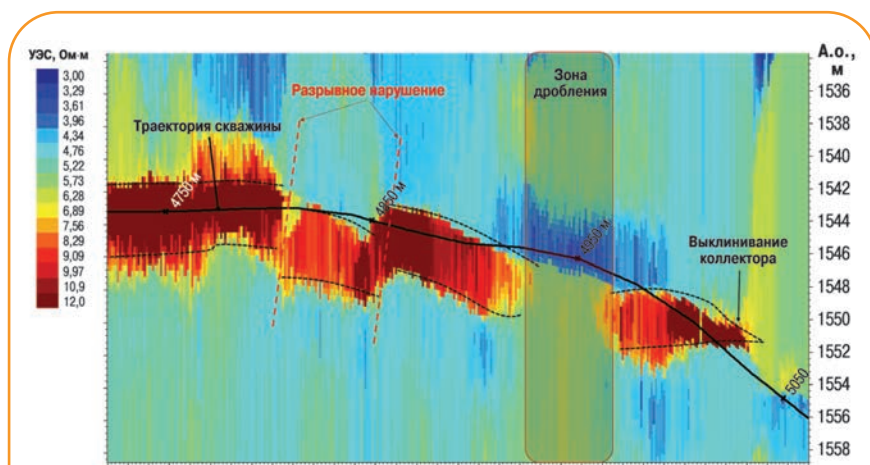 УЭС, Ом·м
3,00
3,29
3,61
3,96
4,34
4,76
5,22
5,73
6,28
6,89
7,56
8,29
9,09
9,97
10,9
12,0
Траектория скважины
Разрывное нарушение
Зона
дробления
Выклинивание
коллектора
4750 м
4850 м
4950 м
5050
А.о.,
м
1536
1538
1540
1542
1544
1546
1548
1550
1552
1554
1556
1558